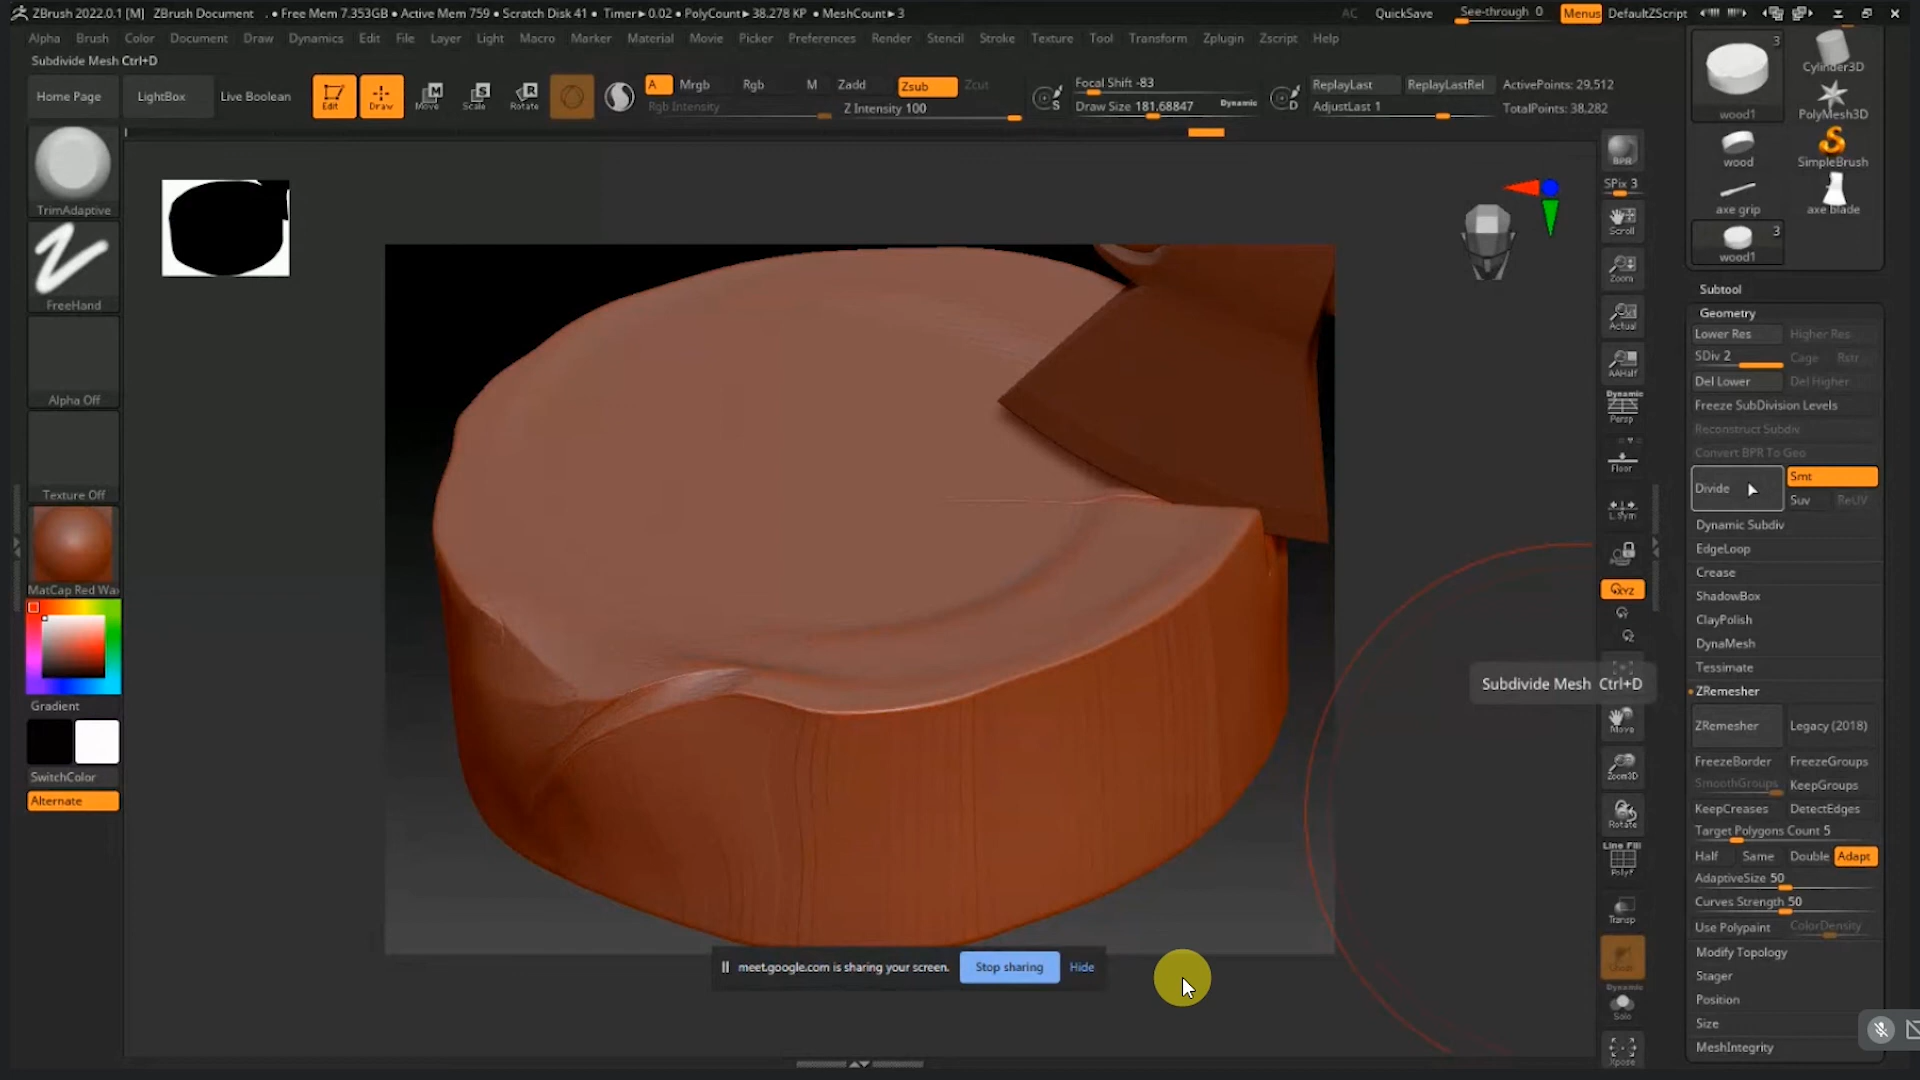 ZBrush 2022.0.1 [M] ZBrush Document . • Free Mem 7.353GB • Active Mem 759 • Scratch Disk 41 • Timer▸0.02 • PolyCount▸38.278 KP • MeshCount▸3
AC QuickSave See-through 0 Menus DefaultZScript
Alpha Brush Color Document Draw Dynamics Edit File Layer Light Macro Marker Material Movie Picker Preferences Render Stencil Stroke Texture Tool Transform Zplugin Zscript Help
Subdivide Mesh Ctrl+D
Home Page LightBox Live Boolean
Edit Draw Move Scale Rotate
A Mrgb Rgb M Zadd Zsub Zcut
Rgb Intensity Z Intensity 100
S
Focal Shift -83
Draw Size 181.68847 Dynamic
D
ReplayLast ReplayLastRel ActivePoints: 29,512
AdjustLast 1 TotalPoints: 38,282
TrimAdaptive
FreeHand
Alpha Off
Texture Off
MatCap Red Wax
Gradient
SwitchColor
Alternate
BPR
SPix 3
Scroll
Zoom
Actual
AAHalf
Dynamic
Persp
Floor
L.Sym
XYZ
Move
Zoom3D
Rotate
Line Fill
PolyF
Transp
Dynamic
Solo
Xpose
Subdivide Mesh Ctrl+D
3
Cylinder3D
wood1 PolyMesh3D
wood SimpleBrush
axe grip axe blade
3
wood1
Subtool
Geometry
Lower Res Higher Res
SDiv 2 Cage Rstr
Del Lower Del Higher
Freeze SubDivision Levels
Reconstruct Subdiv
Convert BPR To Geo
Divide Smt
Suv ReUV
Dynamic Subdiv
EdgeLoop
Crease
ShadowBox
ClayPolish
DynaMesh
Tessimate
ZRemesher
ZRemesher Legacy (2018)
FreezeBorder FreezeGroups
SmoothGroups KeepGroups
KeepCreases DetectEdges
Target Polygons Count 5
Half Same Double Adapt
AdaptiveSize 50
Curves Strength 50
Use Polypaint ColorDensity
Modify Topology
Stager
Position
Size
MeshIntegrity
meet.google.com is sharing your screen. Stop sharing Hide